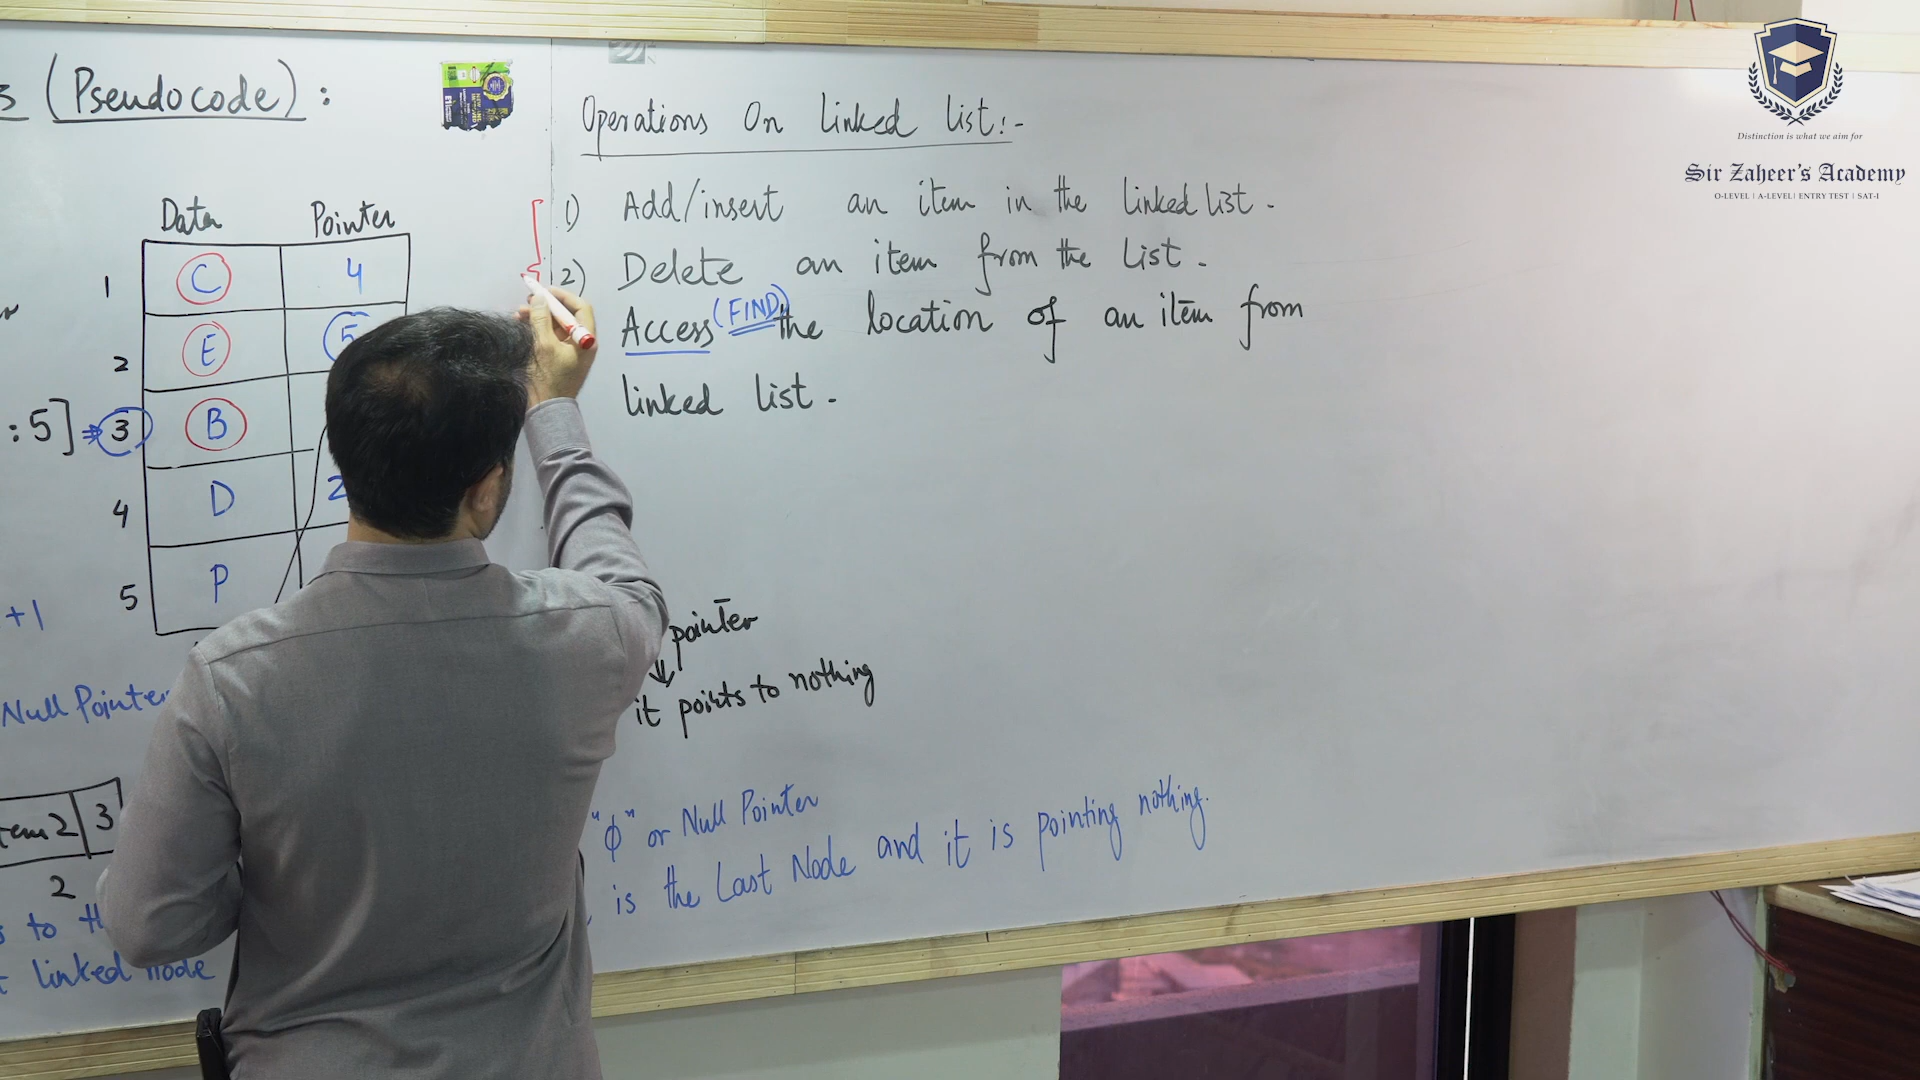 (Pseudocode) :
Data Pointer
1 C 4
2 E 5
:5] 3 B
4 D 2
5 P
+1
Null Pointer
tem2 3
2
s to th
linked node
Operations On linked list:-
1) Add/insert an item in the linked list.
2) Delete an item from the list.
Access (FIND) the location of an item from
linked list.
pointer
it points to nothing
"φ" or Null Pointer
is the Last Node and it is pointing nothing.
Distinction is what we aim for
Sir Zaheer's Academy
O-LEVEL | A-LEVEL | ENTRY TEST | SAT-I